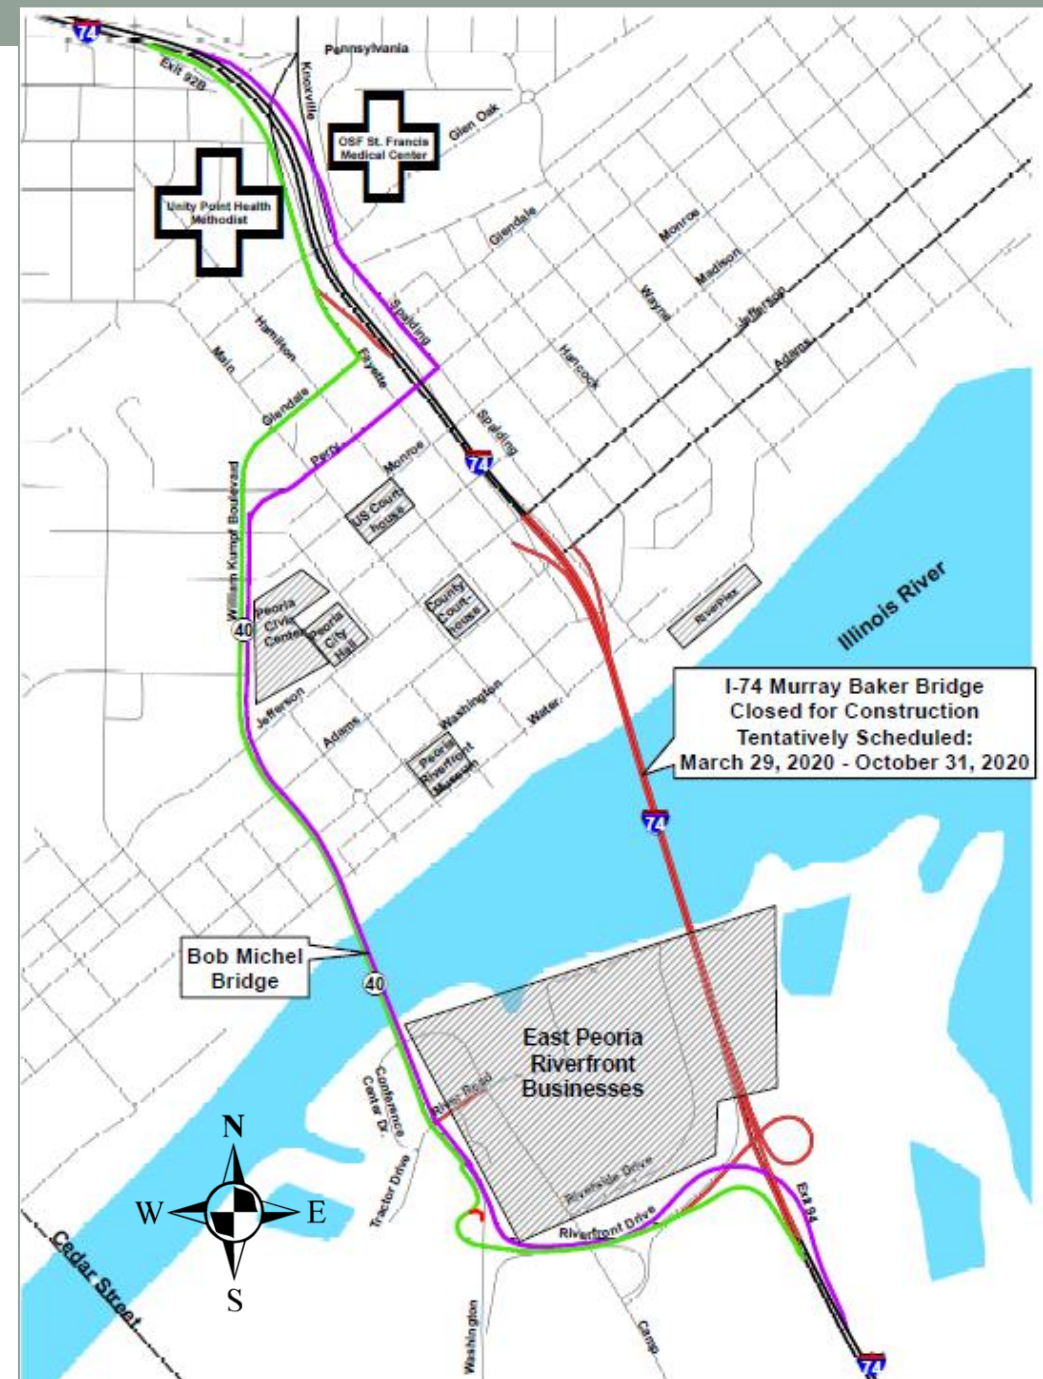 74
Pennsylvania
Exit 92B
Knoxville
OSF St. Francis
Medical Center
Glen Oak
Unity Point Health
Methodist
Glendale
Monroe
Madison
Wayne
Jefferson
Spalding
Hamilton
Main
Fayette
Hancock
Adams
Glendale
Spalding
Perry
Monroe
74
William Kumpf Boulevard
US Court-
house
County
Court-
house
RiverPlex
Illinois River
Peoria
Civic
Center
Peoria
City
Hall
40
I-74 Murray Baker Bridge
Closed for Construction
Tentatively Scheduled:
March 29, 2020 - October 31, 2020
Jefferson
Adams
Washington
Water
Peoria
Riverfront
Museum
74
Bob Michel
Bridge
40
East Peoria
Riverfront
Businesses
Conference
Center Dr.
River Road
N
W
E
S
Tractor Drive
Riverside Drive
Exit 94
Riverfront Drive
Cedar Street
Washington
Camp
74